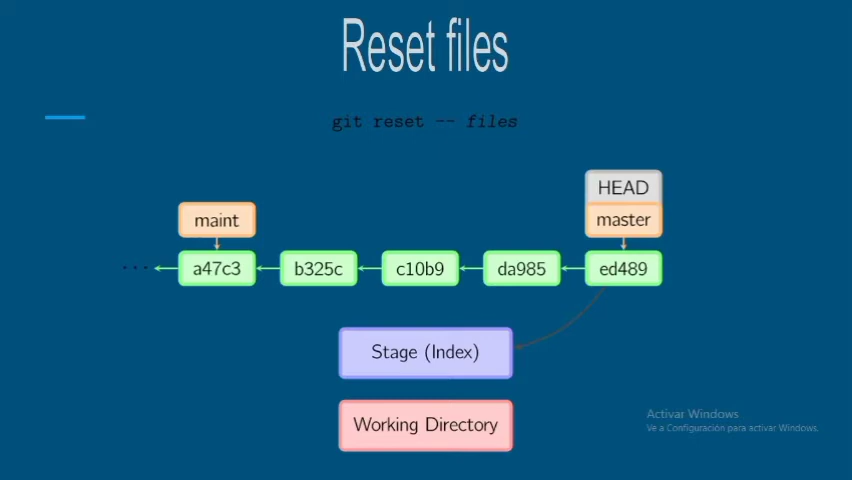 Reset files
git reset -- files
HEAD
maint
master
... a47c3 b325c c10b9 da985 ed489
Stage (Index)
Working Directory
Activar Windows
Ve a Configuración para activar Windows.